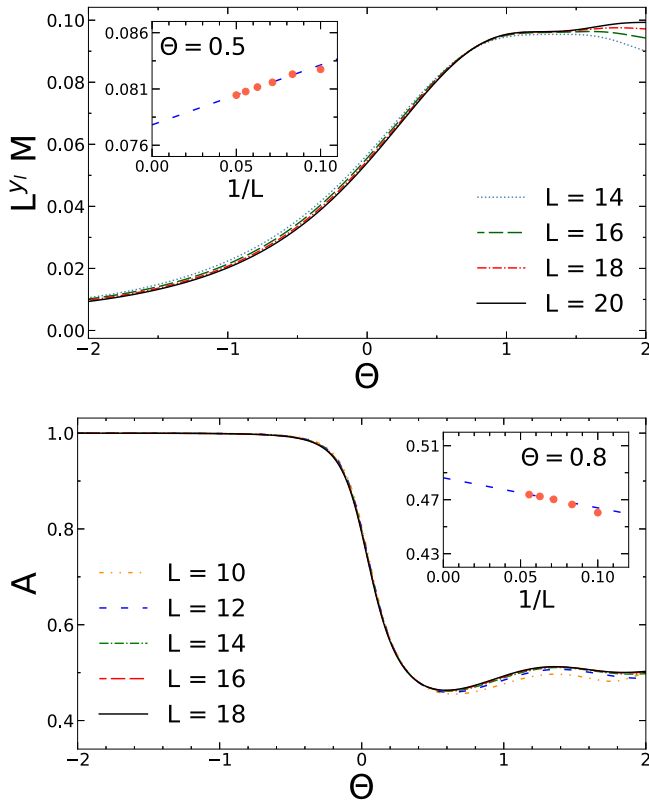 0.10
0.08
0.06
0.04
0.02
0.00
L^{y_l} M
0.086
0.081
0.076
Θ = 0.5
0.00 0.05 0.10
1/L
L = 14
L = 16
L = 18
L = 20
−2 −1 0 1 2
Θ
1.0
0.8
0.6
0.4
A
0.51
0.47
0.43
Θ = 0.8
0.00 0.05 0.10
1/L
L = 10
L = 12
L = 14
L = 16
L = 18
−2 −1 0 1 2
Θ